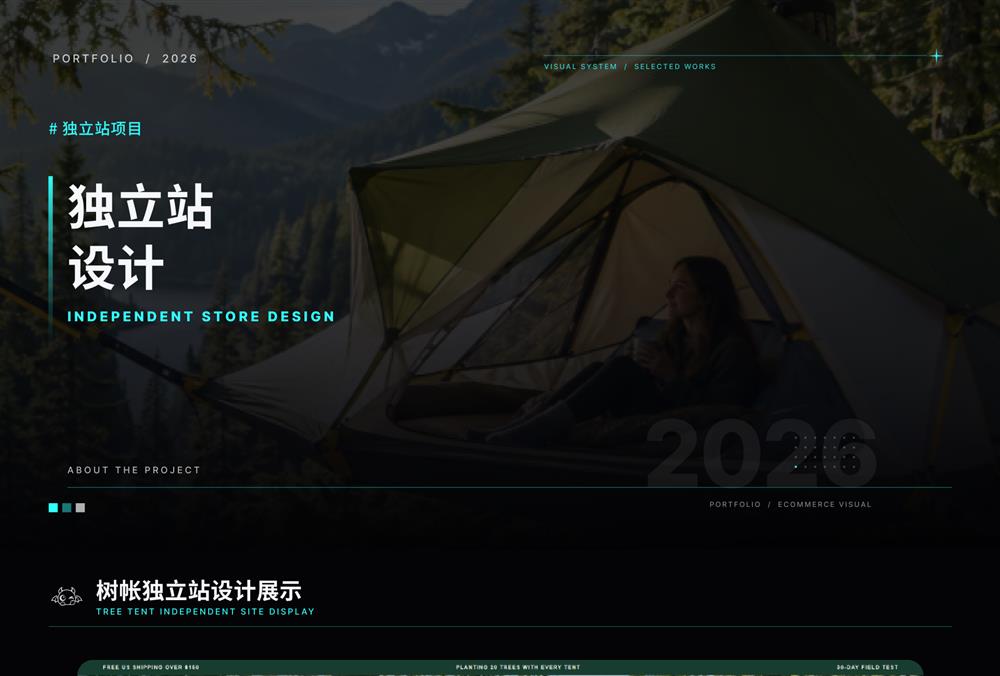 PORTFOLIO / 2026
VISUAL SYSTEM / SELECTED WORKS
# 独立站项目
独立站
设计
INDEPENDENT STORE DESIGN
2026
ABOUT THE PROJECT
PORTFOLIO / ECOMMERCE VISUAL
树帐独立站设计展示
TREE TENT INDEPENDENT SITE DISPLAY
FREE US SHIPPING OVER $150
PLANTING 20 TREES WITH EVERY TENT
30-DAY FIELD TEST